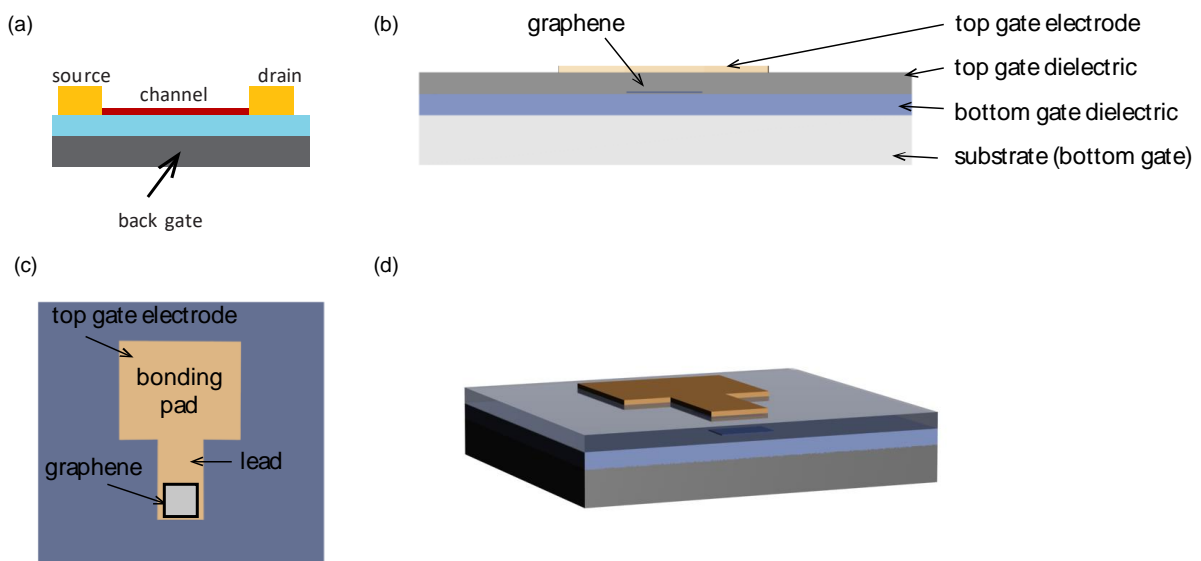 (a)
source
drain
channel
back gate
(b)
graphene
top gate electrode
top gate dielectric
bottom gate dielectric
substrate (bottom gate)
(c)
top gate electrode
bonding
pad
lead
graphene
(d)